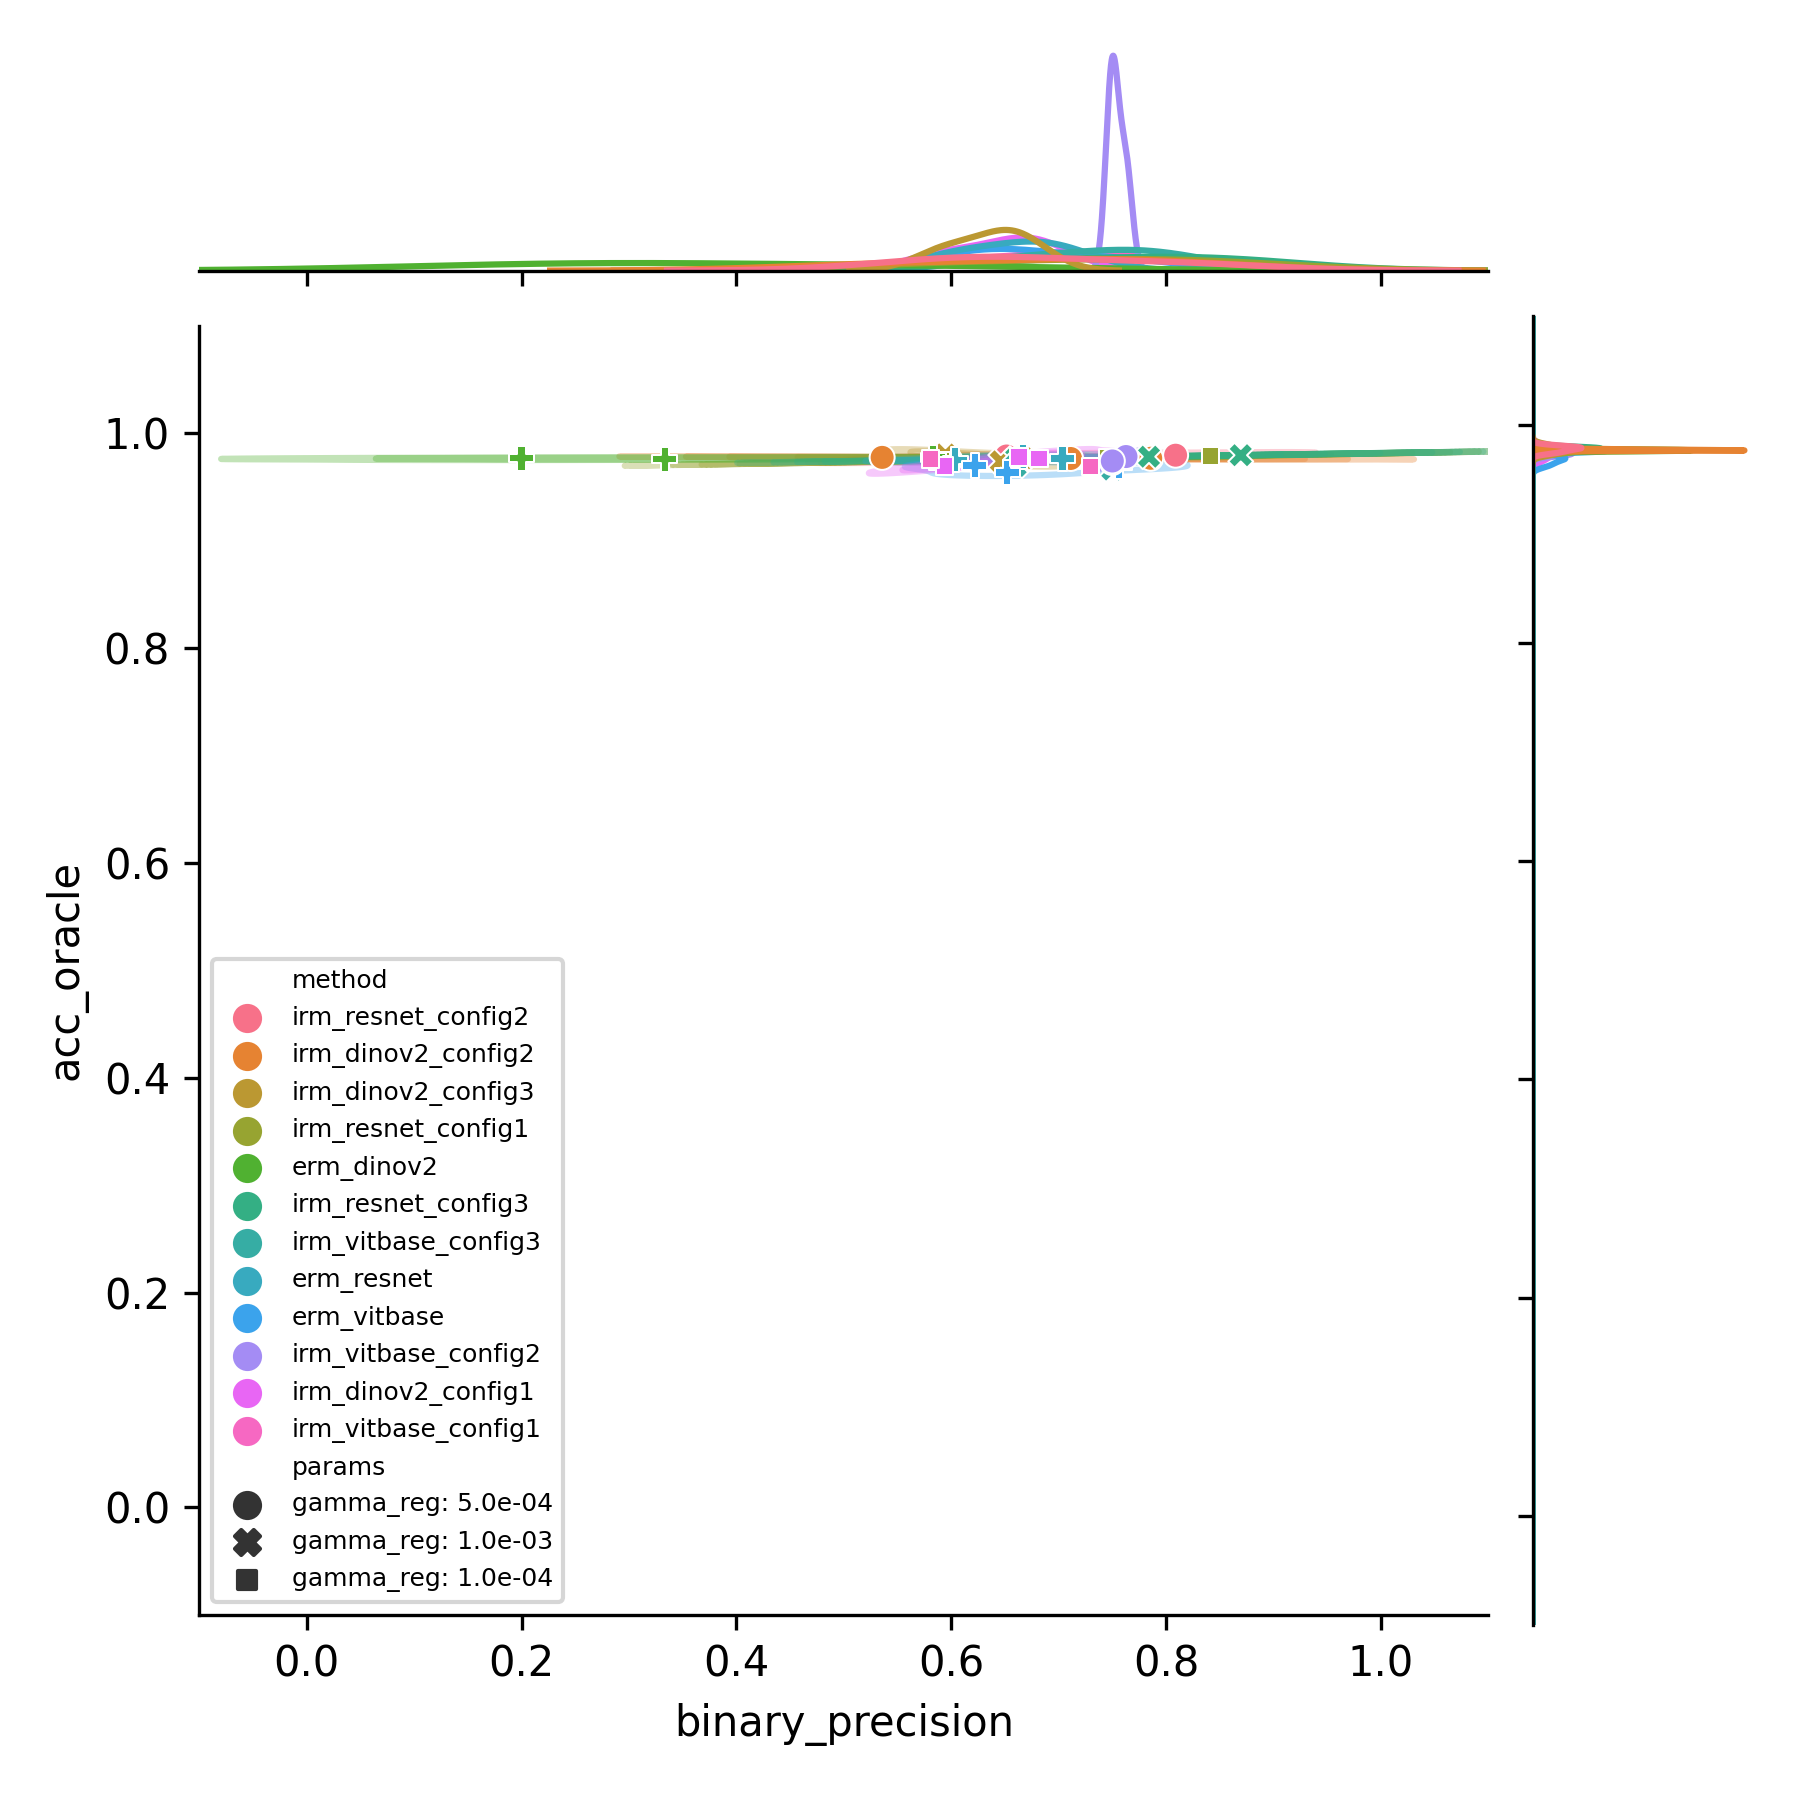 1.0
0.8
0.6
0.4
0.2
0.0
acc_oracle
method
irm_resnet_config2
irm_dinov2_config2
irm_dinov2_config3
irm_resnet_config1
erm_dinov2
irm_resnet_config3
irm_vitbase_config3
erm_resnet
erm_vitbase
irm_vitbase_config2
irm_dinov2_config1
irm_vitbase_config1
params
gamma_reg: 5.0e-04
gamma_reg: 1.0e-03
gamma_reg: 1.0e-04
0.0 0.2 0.4 0.6 0.8 1.0
binary_precision